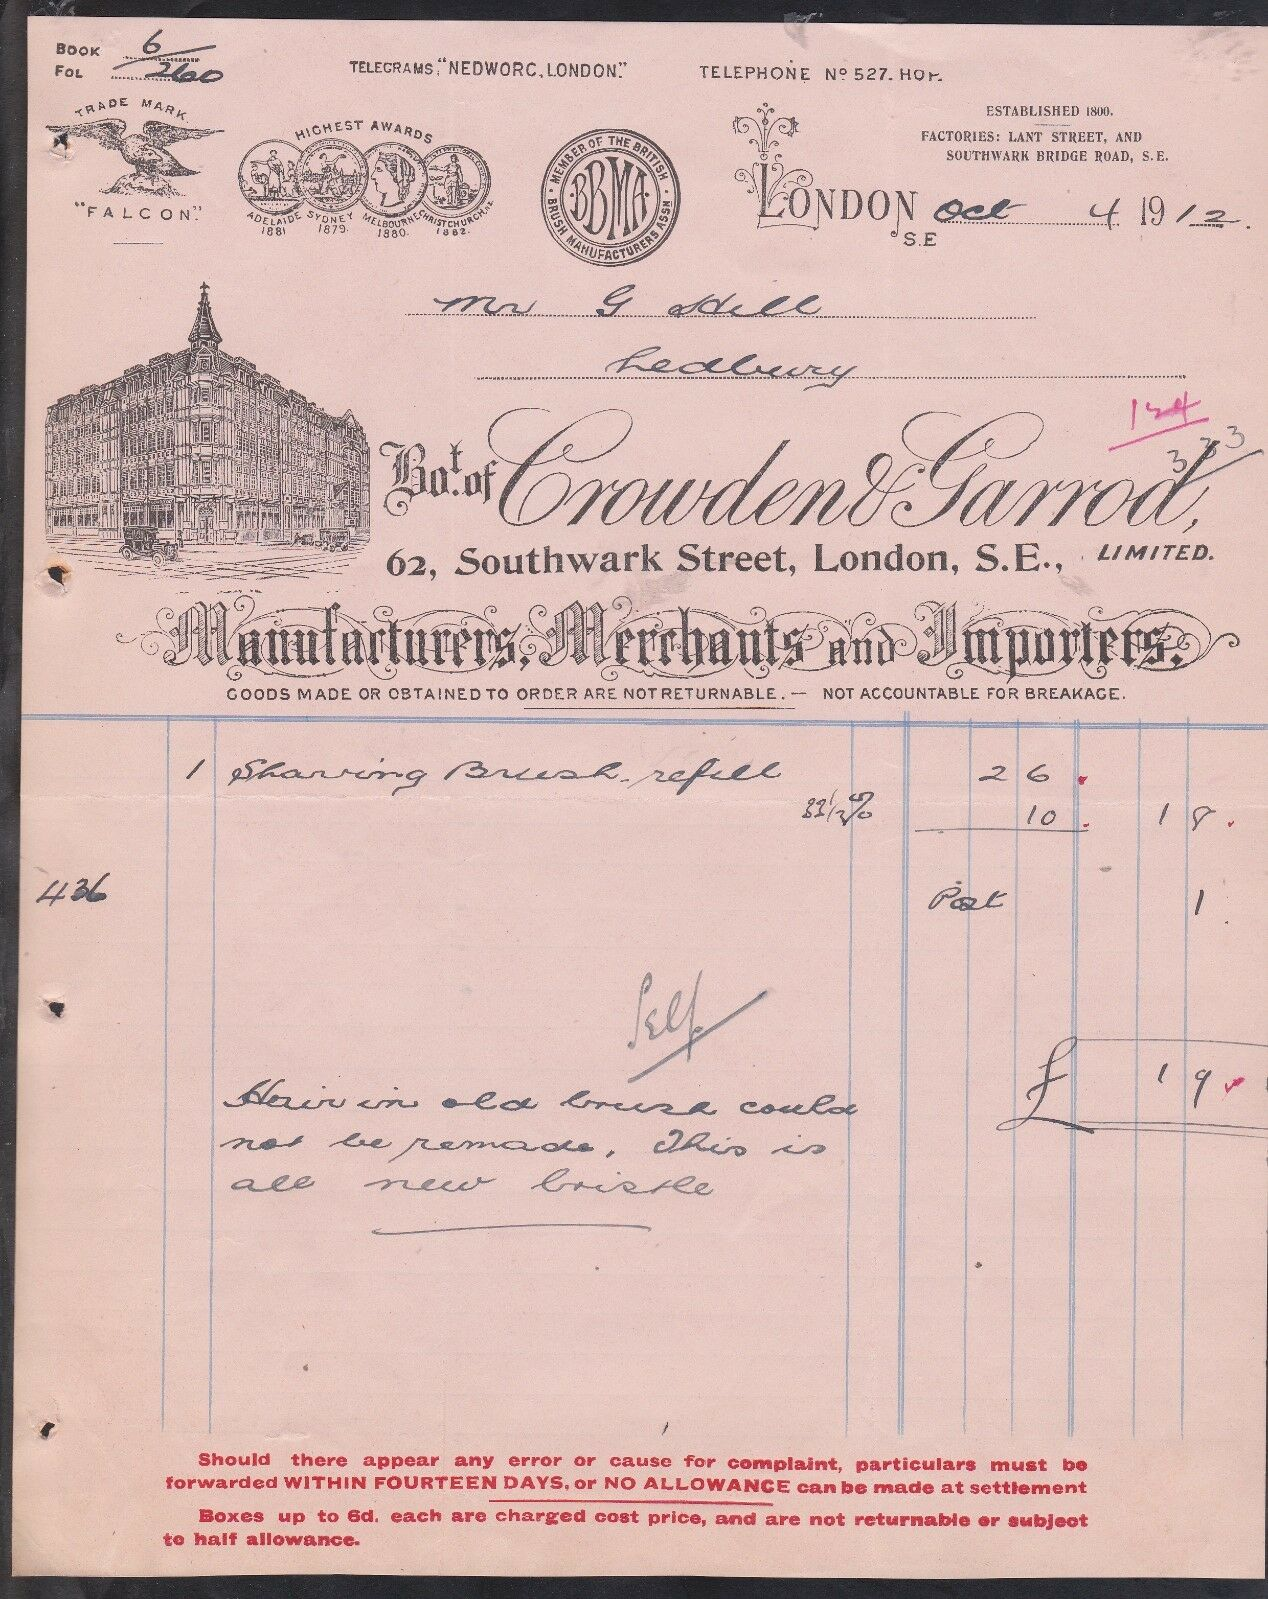 BOOK 6
FOL 260
TELEGRAMS, "NEDWORC, LONDON."
TELEPHONE No 527. HOP.
TRADE MARK
"FALCON."
HIGHEST AWARDS
ADELAIDE 1881
SYDNEY 1879.
MELBOURNE 1880.
CHRISTCHURCH, N.Z. 1882.
MEMBER OF THE BRITISH
BBMA
BRUSH MANUFACTURERS ASSN
ESTABLISHED 1800.
FACTORIES: LANT STREET, AND
SOUTHWARK BRIDGE ROAD, S.E.
LONDON Oct 4 1912.
S.E
Mr G Hill
Ledbury
124
323
Bot. of Crowden & Garrod,
62, Southwark Street, London, S.E., LIMITED.
Manufacturers, Merchants and Importers.
GOODS MADE OR OBTAINED TO ORDER ARE NOT RETURNABLE. — NOT ACCOUNTABLE FOR BREAKAGE.
1 Shaving Brush refill 2 6
33 1/3 % 10 1 8
436 Post 1
Self
£ 1 9
Hair in old brush could
not be remade. This is
all new bristle
Should there appear any error or cause for complaint, particulars must be
forwarded WITHIN FOURTEEN DAYS, or NO ALLOWANCE can be made at settlement
Boxes up to 6d. each are charged cost price, and are not returnable or subject
to half allowance.